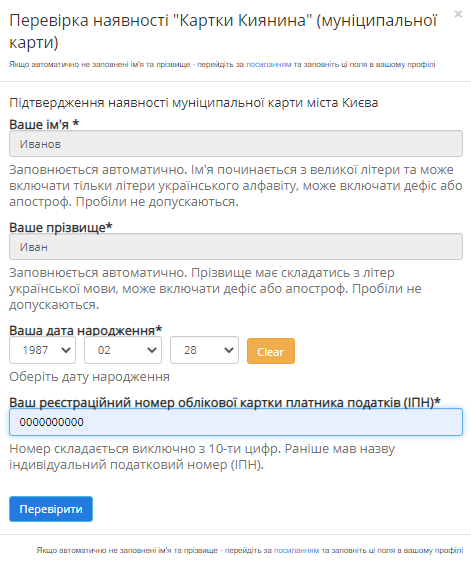 Перевірка наявності "Картки Киянина" (муніципальної
карти)
×
Якщо автоматично не заповнені ім'я та прізвище - перейдіть за посиланням та заповніть ці поля в вашому профілі
Підтвердження наявності муніципальної карти міста Києва
Ваше ім'я *
Иванов
Заповнюється автоматично. Ім'я починається з великої літери та може
включати тільки літери українського алфавіту, може включати дефіс або
апостроф. Пробіли не допускаються.
Ваше прізвище*
Иван
Заповнюється автоматично. Прізвище має складатись з літер
української мови, може включати дефіс або апостроф. Пробіли не
допускаються.
Ваша дата народження*
1987 02 28 Clear
Оберіть дату народження
Ваш реєстраційний номер облікової картки платника податків (ІПН)*
0000000000
Номер складається виключно з 10-ти цифр. Раніше мав назву
індивідуальний податковий номер (ІПН).
Перевірити
Якщо автоматично не заповнені ім'я та прізвище - перейдіть за посиланням та заповніть ці поля в вашому профілі